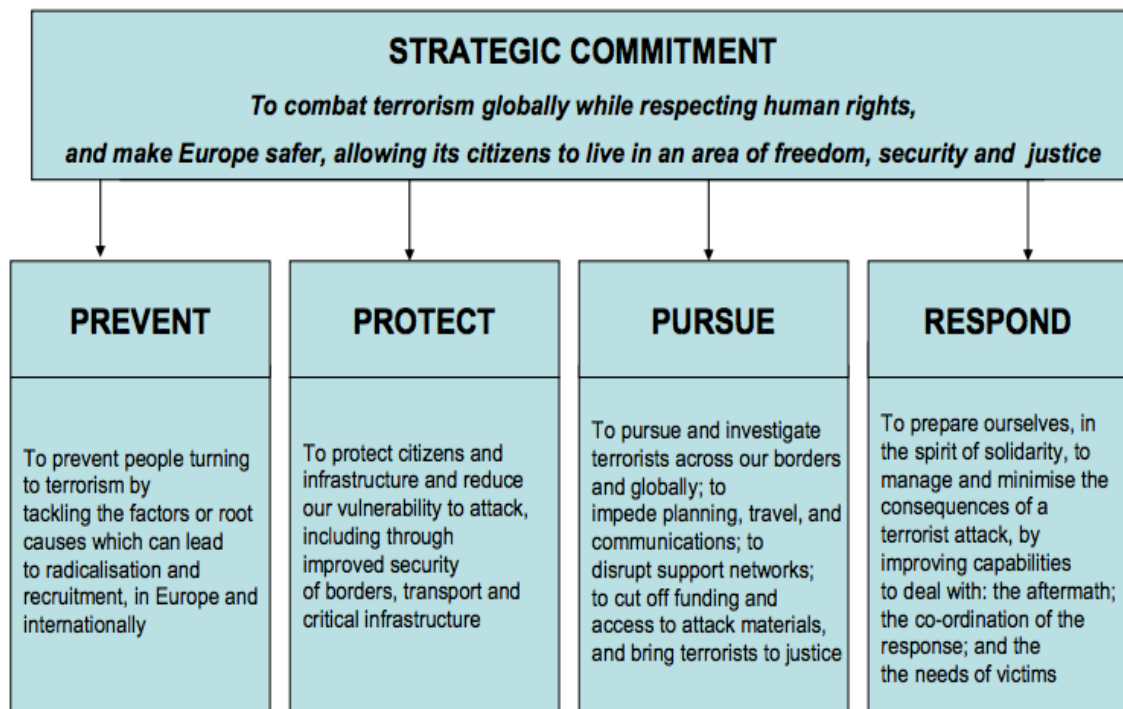 STRATEGIC COMMITMENT
To combat terrorism globally while respecting human rights,
and make Europe safer, allowing its citizens to live in an area of freedom, security and justice
PREVENT
To prevent people turning
to terrorism by
tackling the factors or root
causes which can lead
to radicalisation and
recruitment, in Europe and
internationally
PROTECT
To protect citizens and
infrastructure and reduce
our vulnerability to attack,
including through
improved security
of borders, transport and
critical infrastructure
PURSUE
To pursue and investigate
terrorists across our borders
and globally; to
impede planning, travel, and
communications; to
disrupt support networks;
to cut off funding and
access to attack materials,
and bring terrorists to justice
RESPOND
To prepare ourselves, in
the spirit of solidarity, to
manage and minimise the
consequences of a
terrorist attack, by
improving capabilities
to deal with: the aftermath;
the co-ordination of the
response; and the
the needs of victims